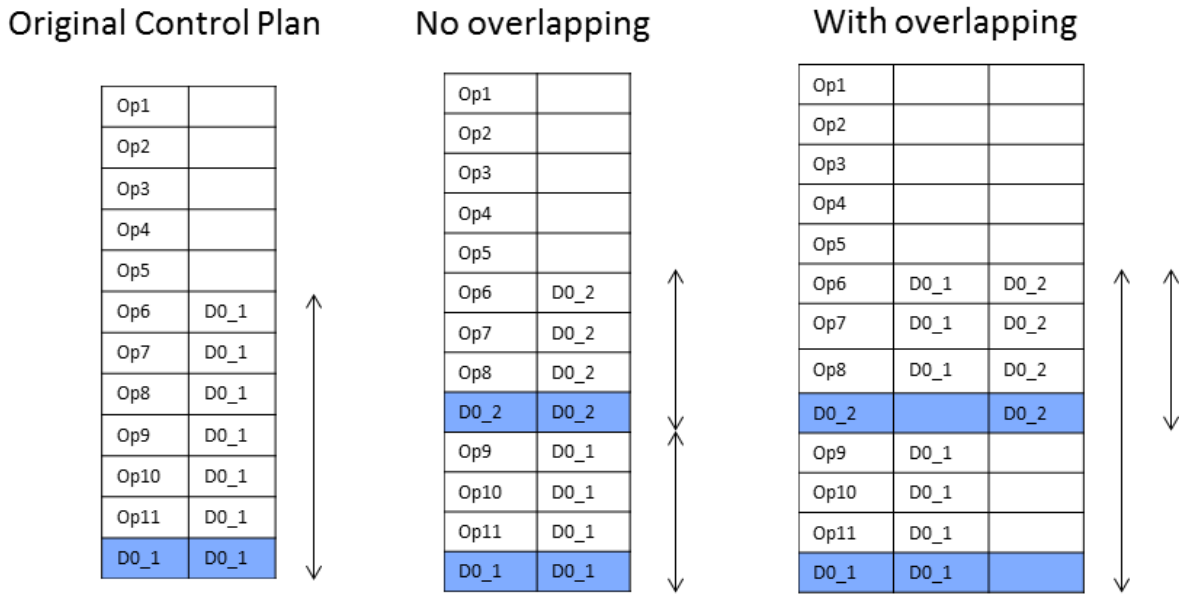 Original Control Plan
Op1
Op2
Op3
Op4
Op5
Op6 D0_1
Op7 D0_1
Op8 D0_1
Op9 D0_1
Op10 D0_1
Op11 D0_1
D0_1 D0_1
No overlapping
Op1
Op2
Op3
Op4
Op5
Op6 D0_2
Op7 D0_2
Op8 D0_2
D0_2 D0_2
Op9 D0_1
Op10 D0_1
Op11 D0_1
D0_1 D0_1
With overlapping
Op1
Op2
Op3
Op4
Op5
Op6 D0_1 D0_2
Op7 D0_1 D0_2
Op8 D0_1 D0_2
D0_2 D0_2
Op9 D0_1
Op10 D0_1
Op11 D0_1
D0_1 D0_1